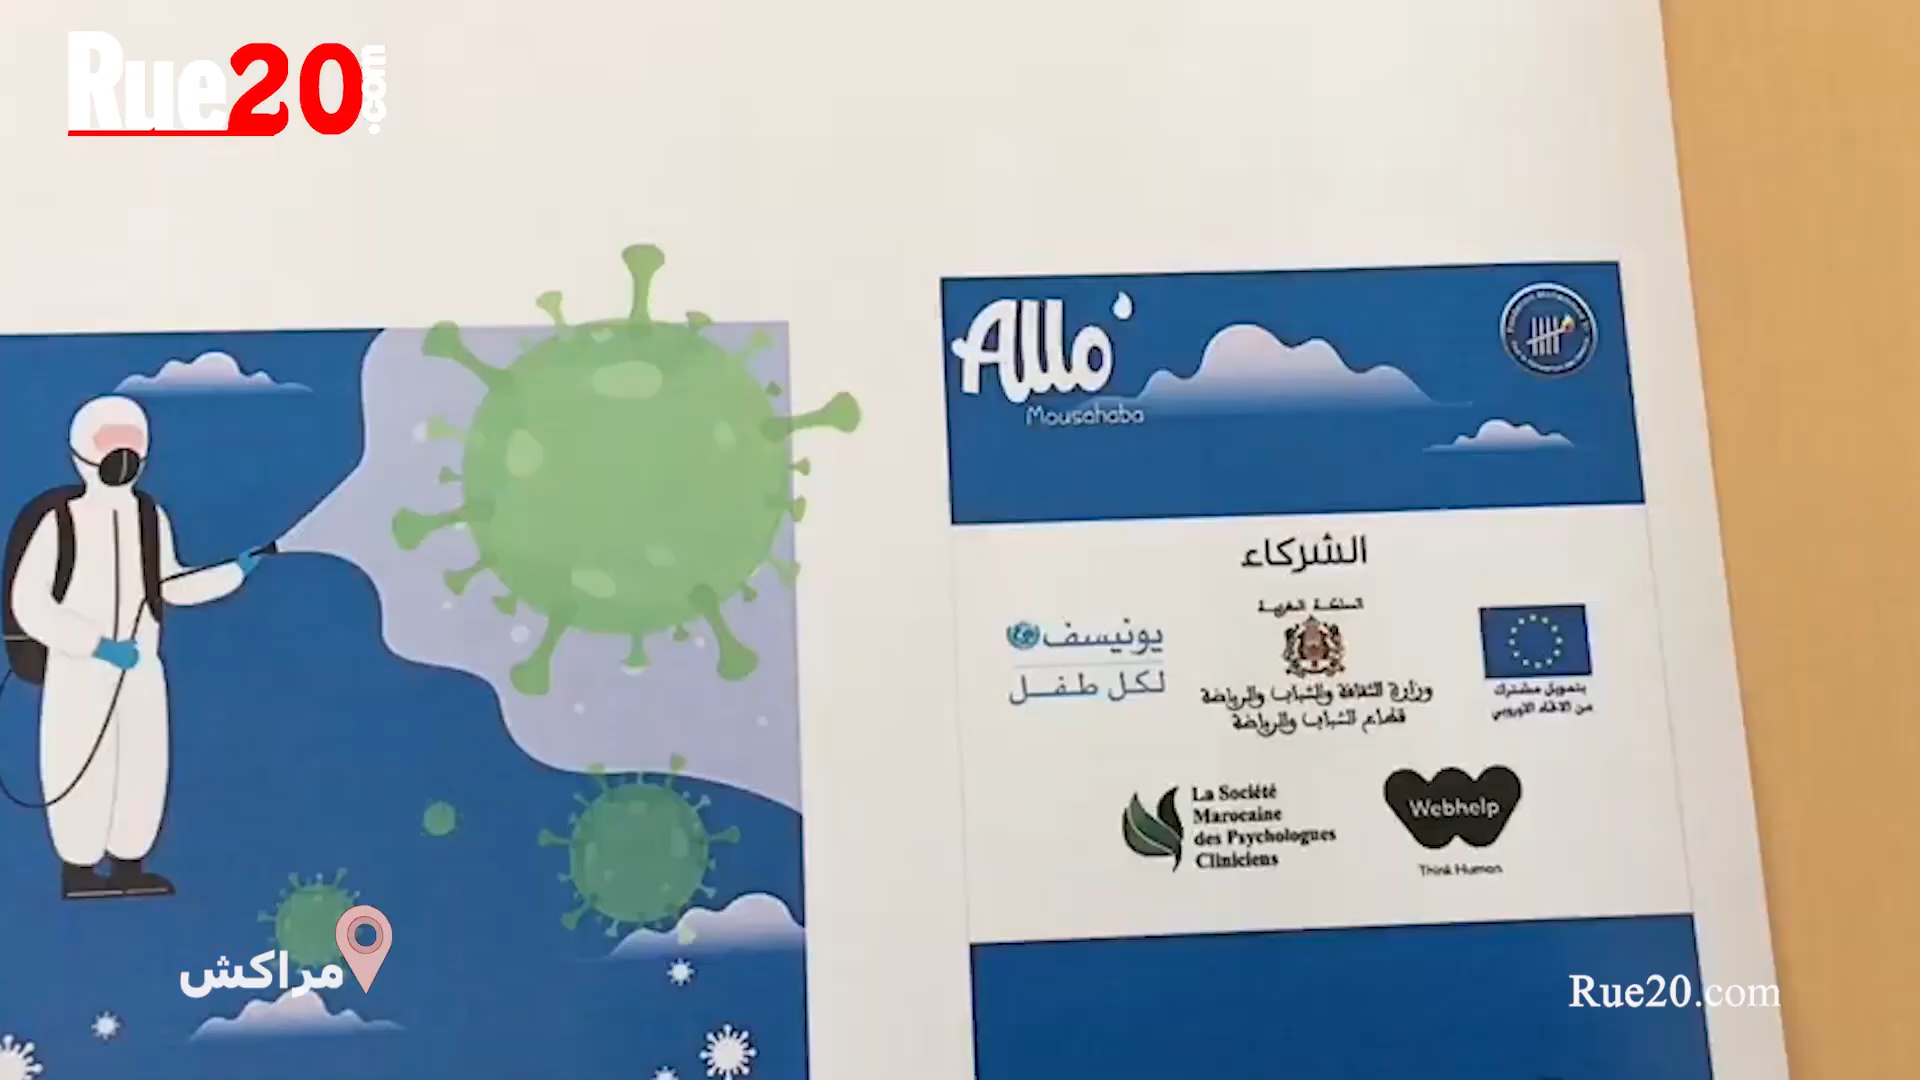 Rue20.com
Allo
Mousahaba
الشركاء
يونيسف
لكل طفل
المملكة المغربية
وزارة الثقافة والشباب والرياضة
قطاع الشباب والرياضة
بتمويل مشترك
من الاتحاد الاوروبي
La Société
Marocaine
des Psychologues
Cliniciens
Webhelp
Think Human
مراكش
Rue20.com